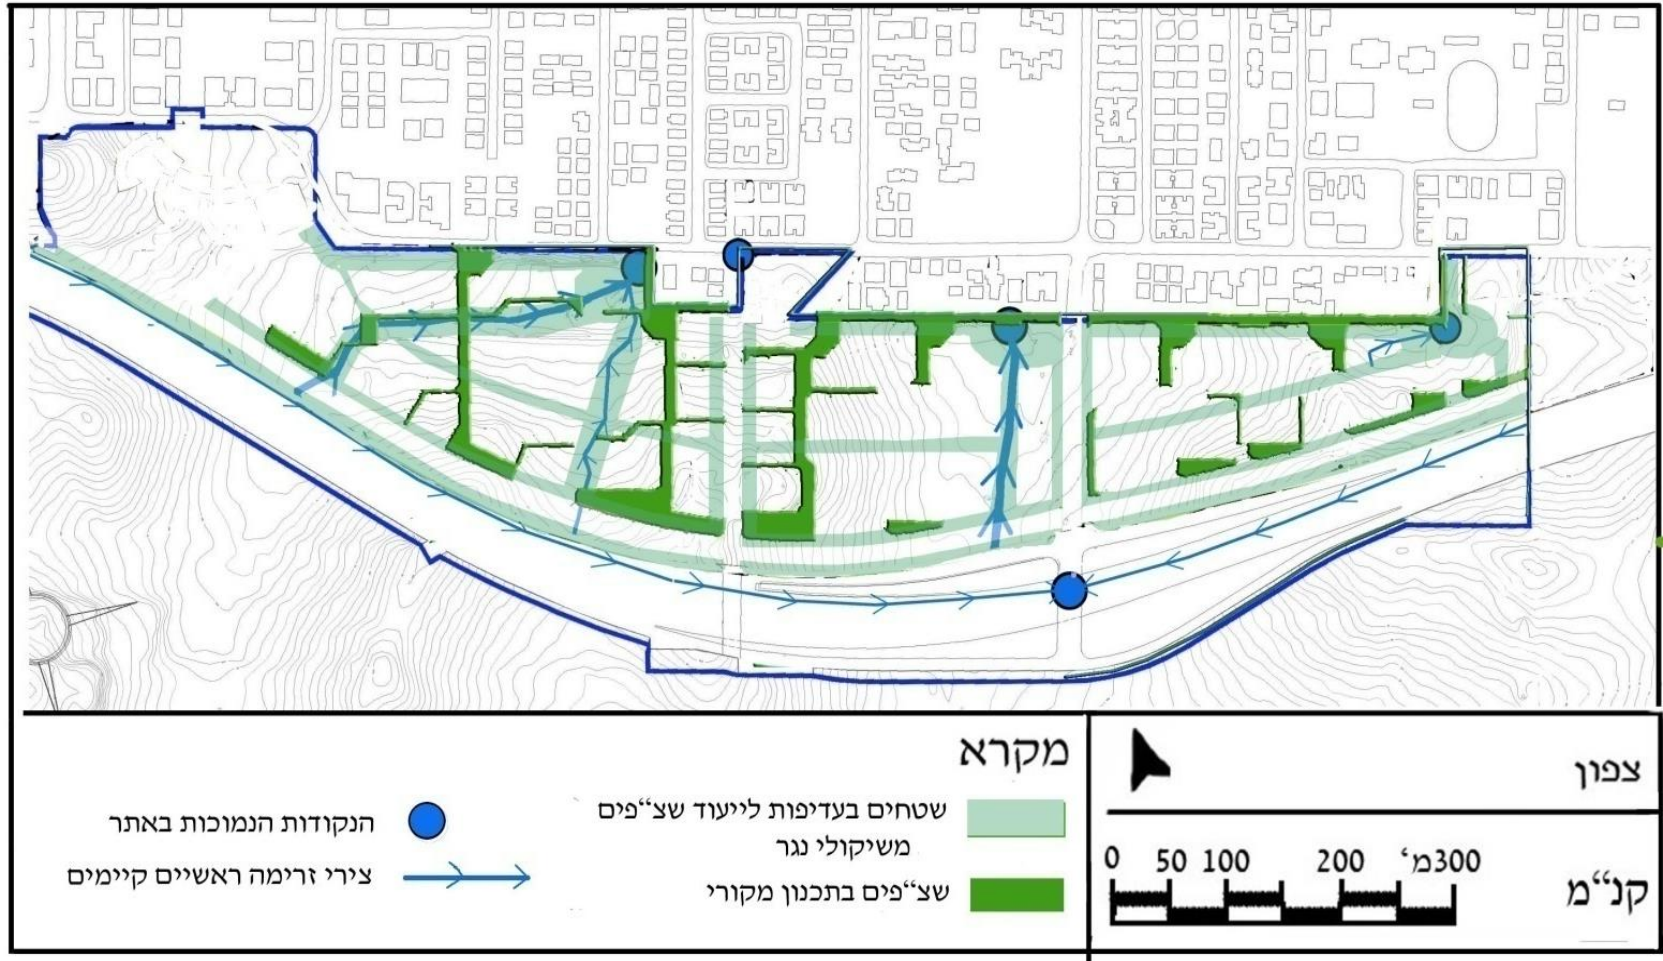 מקרא
שטחים בעדיפות לייעוד שצ“פים
משיקולי נגר
שצ“פים בתכנון מקורי
הנקודות הנמוכות באתר
צירי זרימה ראשיים קיימים
צפון
קנ“מ
0 50 100 200 300מ‘